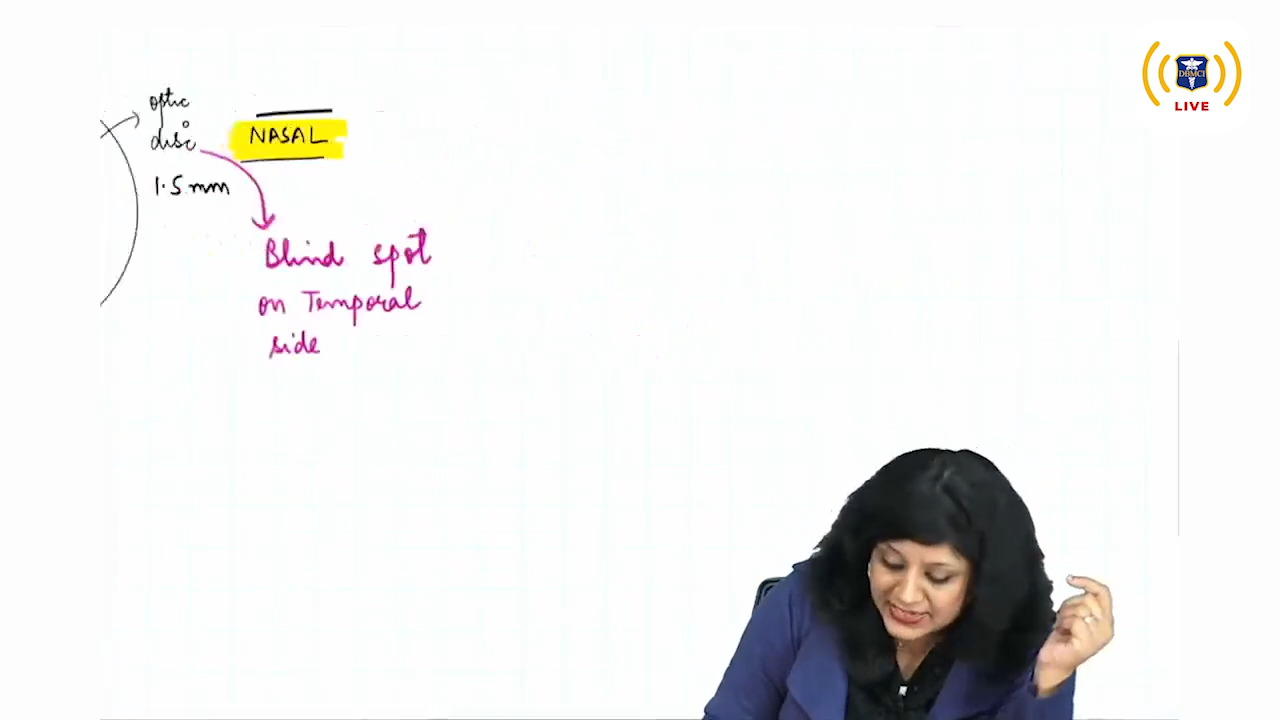 optic
disc
NASAL
1.5 mm
Blind spot
on Temporal
side
DBMCI
LIVE